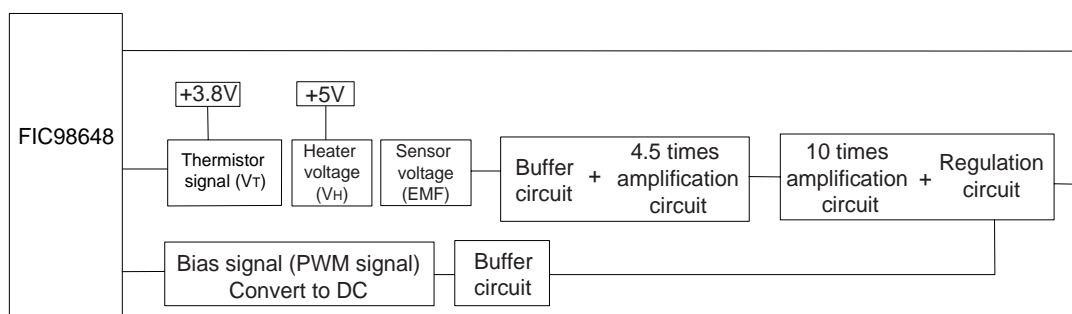 FIC98648
+3.8V
Thermistor
signal (VT)
+5V
Heater
voltage
(VH)
Sensor
voltage
(EMF)
Buffer
circuit
+
4.5 times
amplification
circuit
10 times
amplification
circuit
+
Regulation
circuit
Bias signal (PWM signal)
Convert to DC
Buffer
circuit